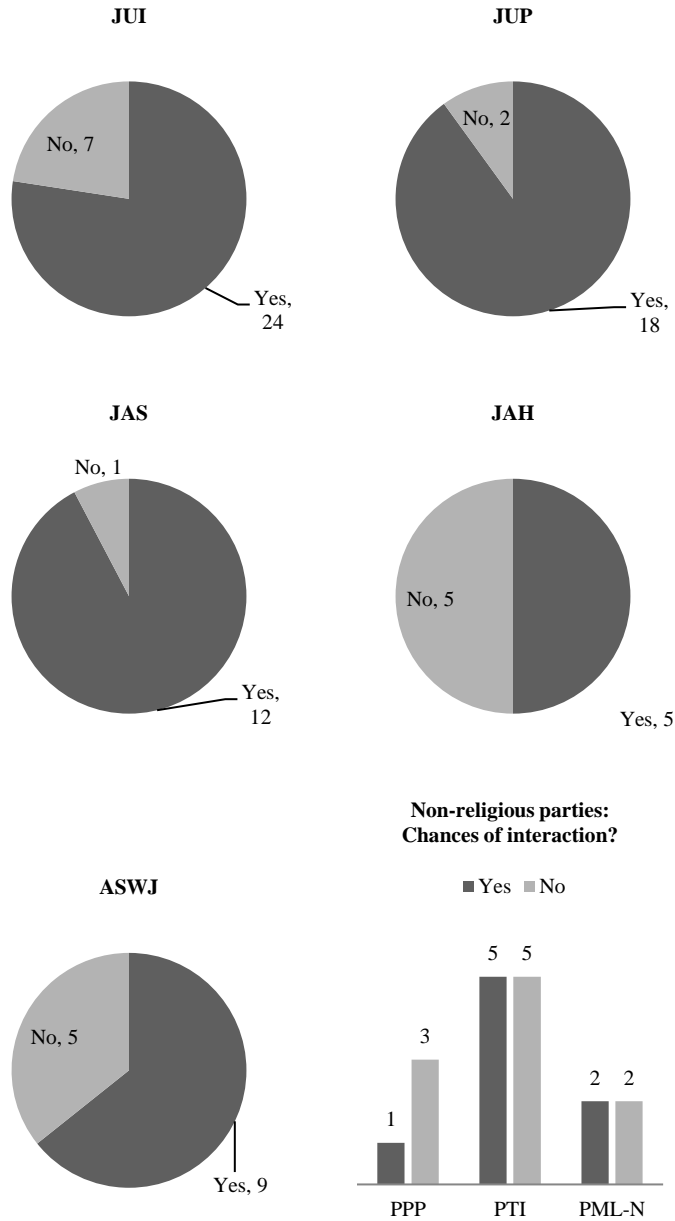 JUI
No, 7
Yes,
24
JUP
No, 2
Yes,
18
JAS
No, 1
Yes,
12
JAH
No, 5
Yes, 5
ASWJ
No, 5
Yes, 9
Non-religious parties:
Chances of interaction?
Yes No
1 3 5 5 2 2
PPP PTI PML-N